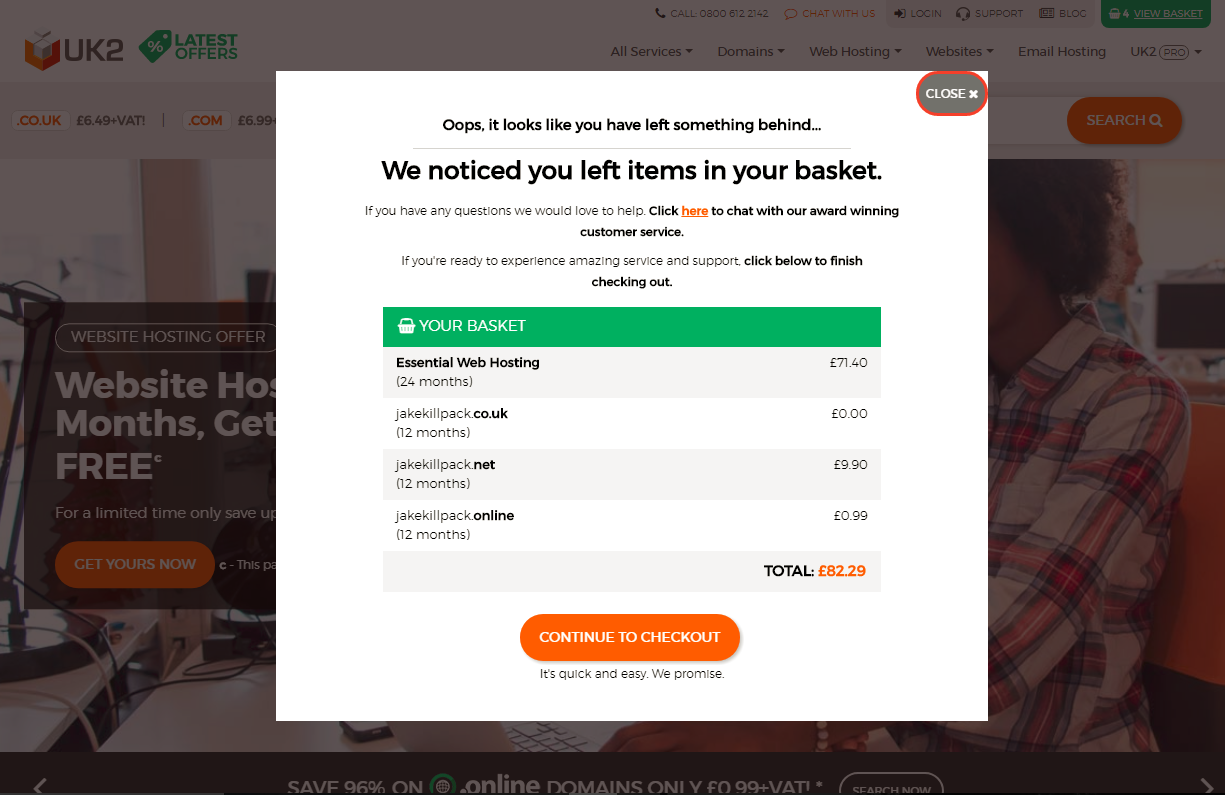 CALL: 0800 612 2142 CHAT WITH US LOGIN SUPPORT BLOG 4 VIEW BASKET
UK2 % LATEST
OFFERS
All Services Domains Web Hosting Websites Email Hosting UK2 PRO
CLOSE ✖
.CO.UK £6.49+VAT! | .COM £6.99+
SEARCH
Oops, it looks like you have left something behind...
We noticed you left items in your basket.
If you have any questions we would love to help. Click here to chat with our award winning
customer service.
If you're ready to experience amazing service and support, click below to finish
checking out.
YOUR BASKET
Essential Web Hosting £71.40
(24 months)
jakekillpack.co.uk £0.00
(12 months)
jakekillpack.net £9.90
(12 months)
jakekillpack.online £0.99
(12 months)
TOTAL: £82.29
CONTINUE TO CHECKOUT
It's quick and easy. We promise.
WEBSITE HOSTING OFFER
Website Hos
Months, Get
FREEc
For a limited time only save up
GET YOURS NOW c - This pa
SAVE 96% ON .online DOMAINS ONLY £0.99+VAT! * SEARCH NOW